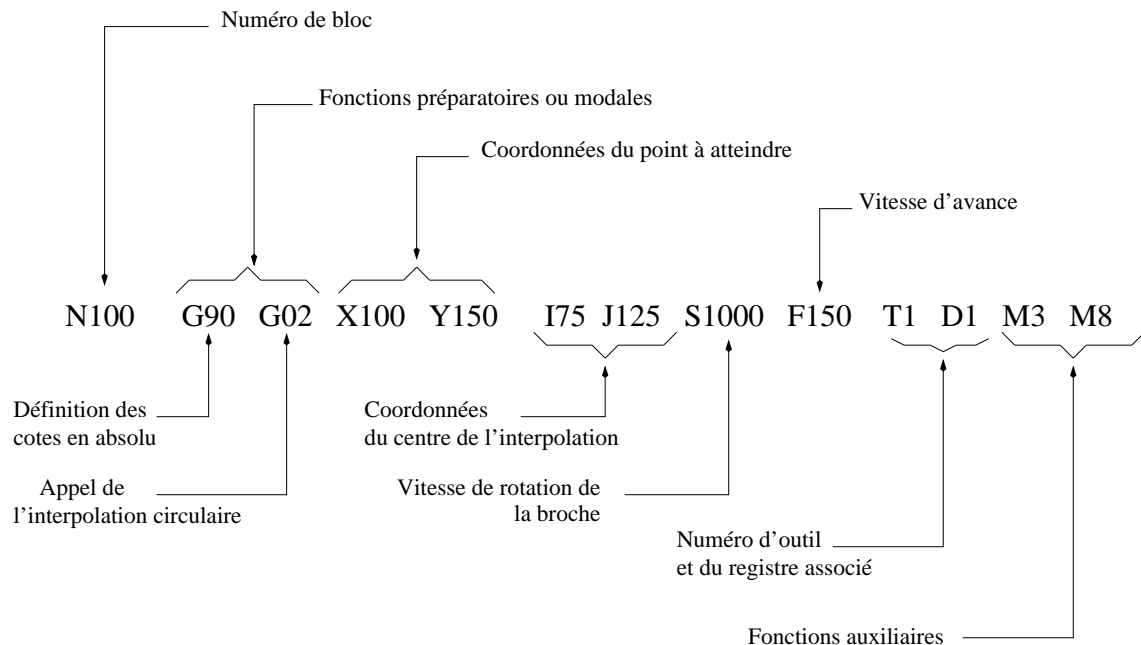 Numéro de bloc
Fonctions préparatoires ou modales
Coordonnées du point à atteindre
Vitesse d’avance
N100 G90 G02 X100 Y150 I75 J125 S1000 F150 T1 D1 M3 M8
Définition des
cotes en absolu
Coordonnées
du centre de l’interpolation
Appel de
l’interpolation circulaire
Vitesse de rotation de
la broche
Numéro d’outil
et du registre associé
Fonctions auxiliaires